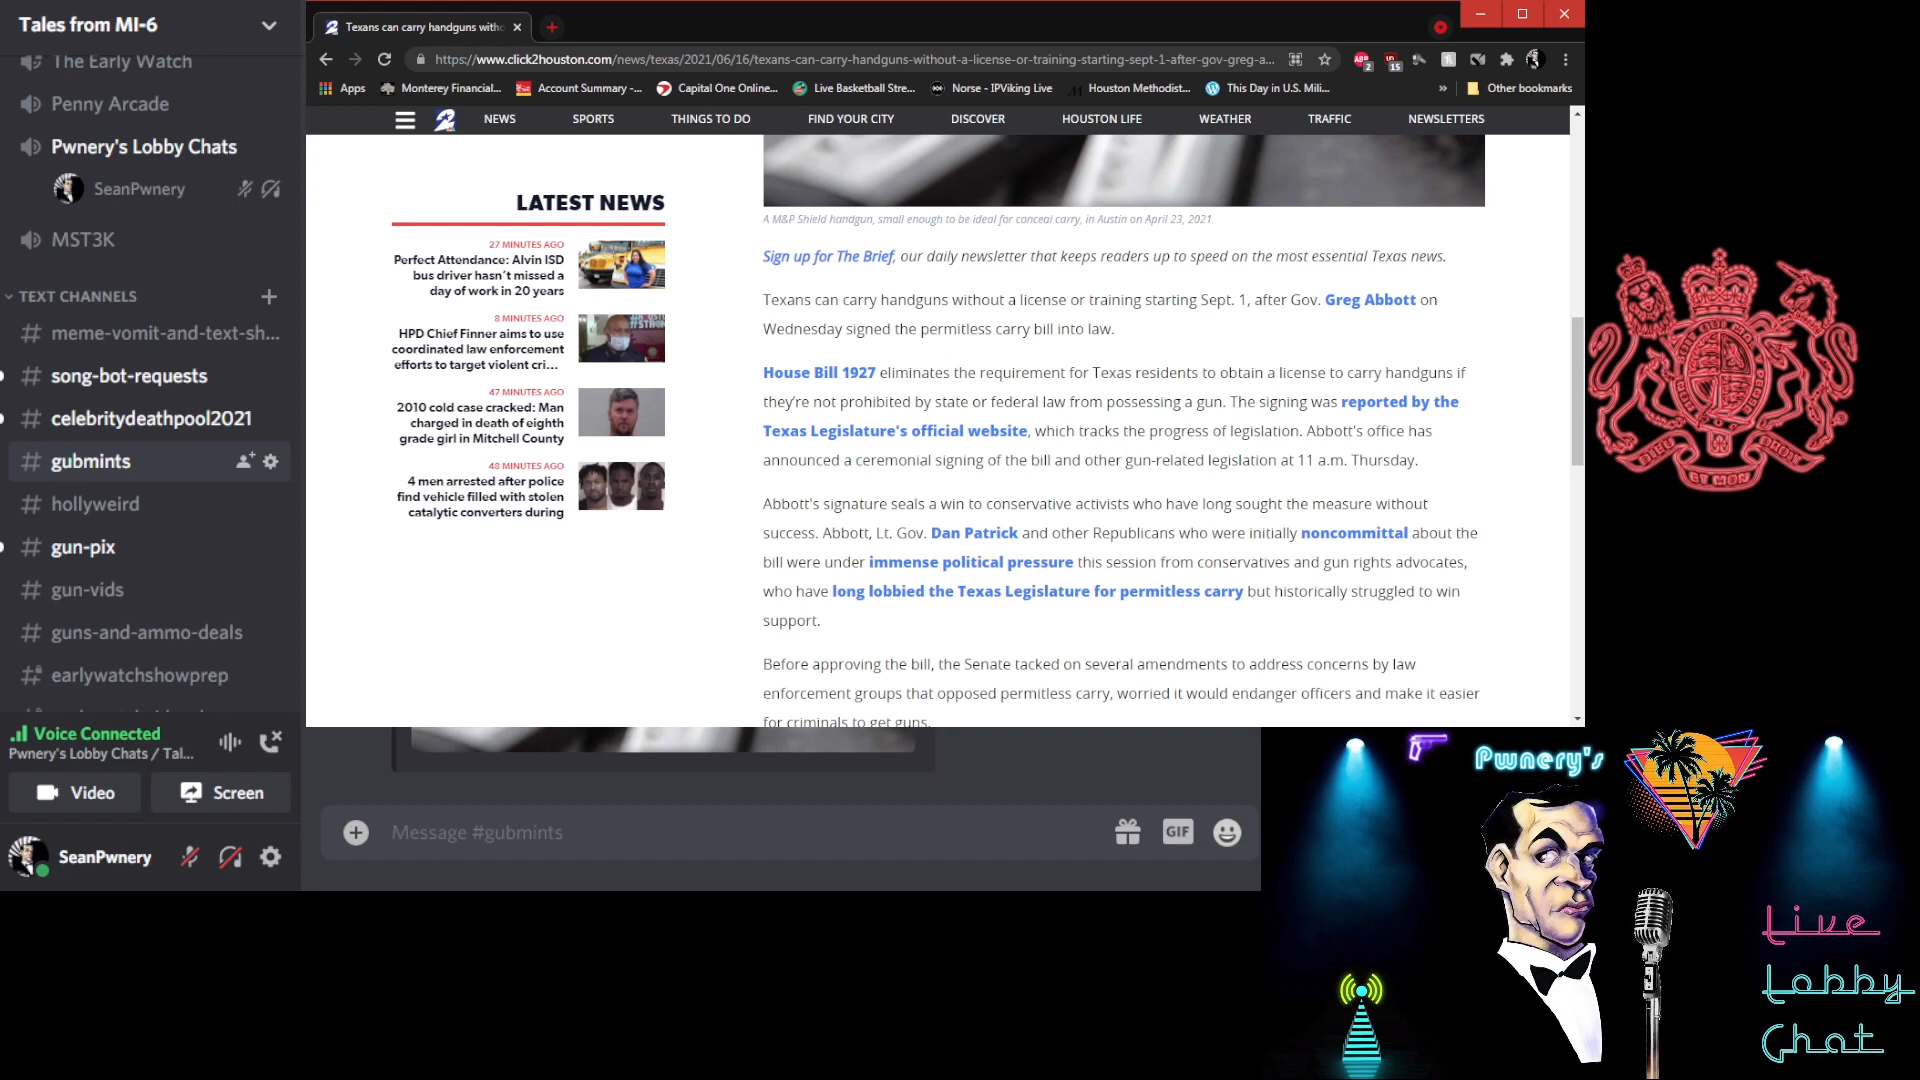 Tales from MI-6
The Early Watch
Penny Arcade
Pwnery's Lobby Chats
SeanPwnery
MST3K
TEXT CHANNELS
meme-vomit-and-text-sh...
song-bot-requests
celebritydeathpool2021
gubmints
hollyweird
gun-pix
gun-vids
guns-and-ammo-deals
earlywatchshowprep
Voice Connected
Pwnery's Lobby Chats / Tal...
Video
Screen
SeanPwnery
Texans can carry handguns witho
https://www.click2houston.com/news/texas/2021/06/16/texans-can-carry-handguns-without-a-license-or-training-starting-sept-1-after-gov-greg-a...
ABP
2
15
Apps
Monterey Financial...
Account Summary -...
Capital One Online...
Live Basketball Stre...
Norse - IPViking Live
Houston Methodist...
This Day in U.S. Mili...
Other bookmarks
2
NEWS
SPORTS
THINGS TO DO
FIND YOUR CITY
DISCOVER
HOUSTON LIFE
WEATHER
TRAFFIC
NEWSLETTERS
LATEST NEWS
27 MINUTES AGO
Perfect Attendance: Alvin ISD
bus driver hasn't missed a
day of work in 20 years
8 MINUTES AGO
HPD Chief Finner aims to use
coordinated law enforcement
efforts to target violent cri...
47 MINUTES AGO
2010 cold case cracked: Man
charged in death of eighth
grade girl in Mitchell County
48 MINUTES AGO
4 men arrested after police
find vehicle filled with stolen
catalytic converters during
A M&P Shield handgun, small enough to be ideal for conceal carry, in Austin on April 23, 2021.
Sign up for The Brief, our daily newsletter that keeps readers up to speed on the most essential Texas news.
Texans can carry handguns without a license or training starting Sept. 1, after Gov. Greg Abbott on
Wednesday signed the permitless carry bill into law.
House Bill 1927 eliminates the requirement for Texas residents to obtain a license to carry handguns if
they're not prohibited by state or federal law from possessing a gun. The signing was reported by the
Texas Legislature's official website, which tracks the progress of legislation. Abbott's office has
announced a ceremonial signing of the bill and other gun-related legislation at 11 a.m. Thursday.
Abbott's signature seals a win to conservative activists who have long sought the measure without
success. Abbott, Lt. Gov. Dan Patrick and other Republicans who were initially noncommittal about the
bill were under immense political pressure this session from conservatives and gun rights advocates,
who have long lobbied the Texas Legislature for permitless carry but historically struggled to win
support.
Before approving the bill, the Senate tacked on several amendments to address concerns by law
enforcement groups that opposed permitless carry, worried it would endanger officers and make it easier
for criminals to get guns.
Message #gubmints
GIF
Pwnery's
Live
Lobby
Chat